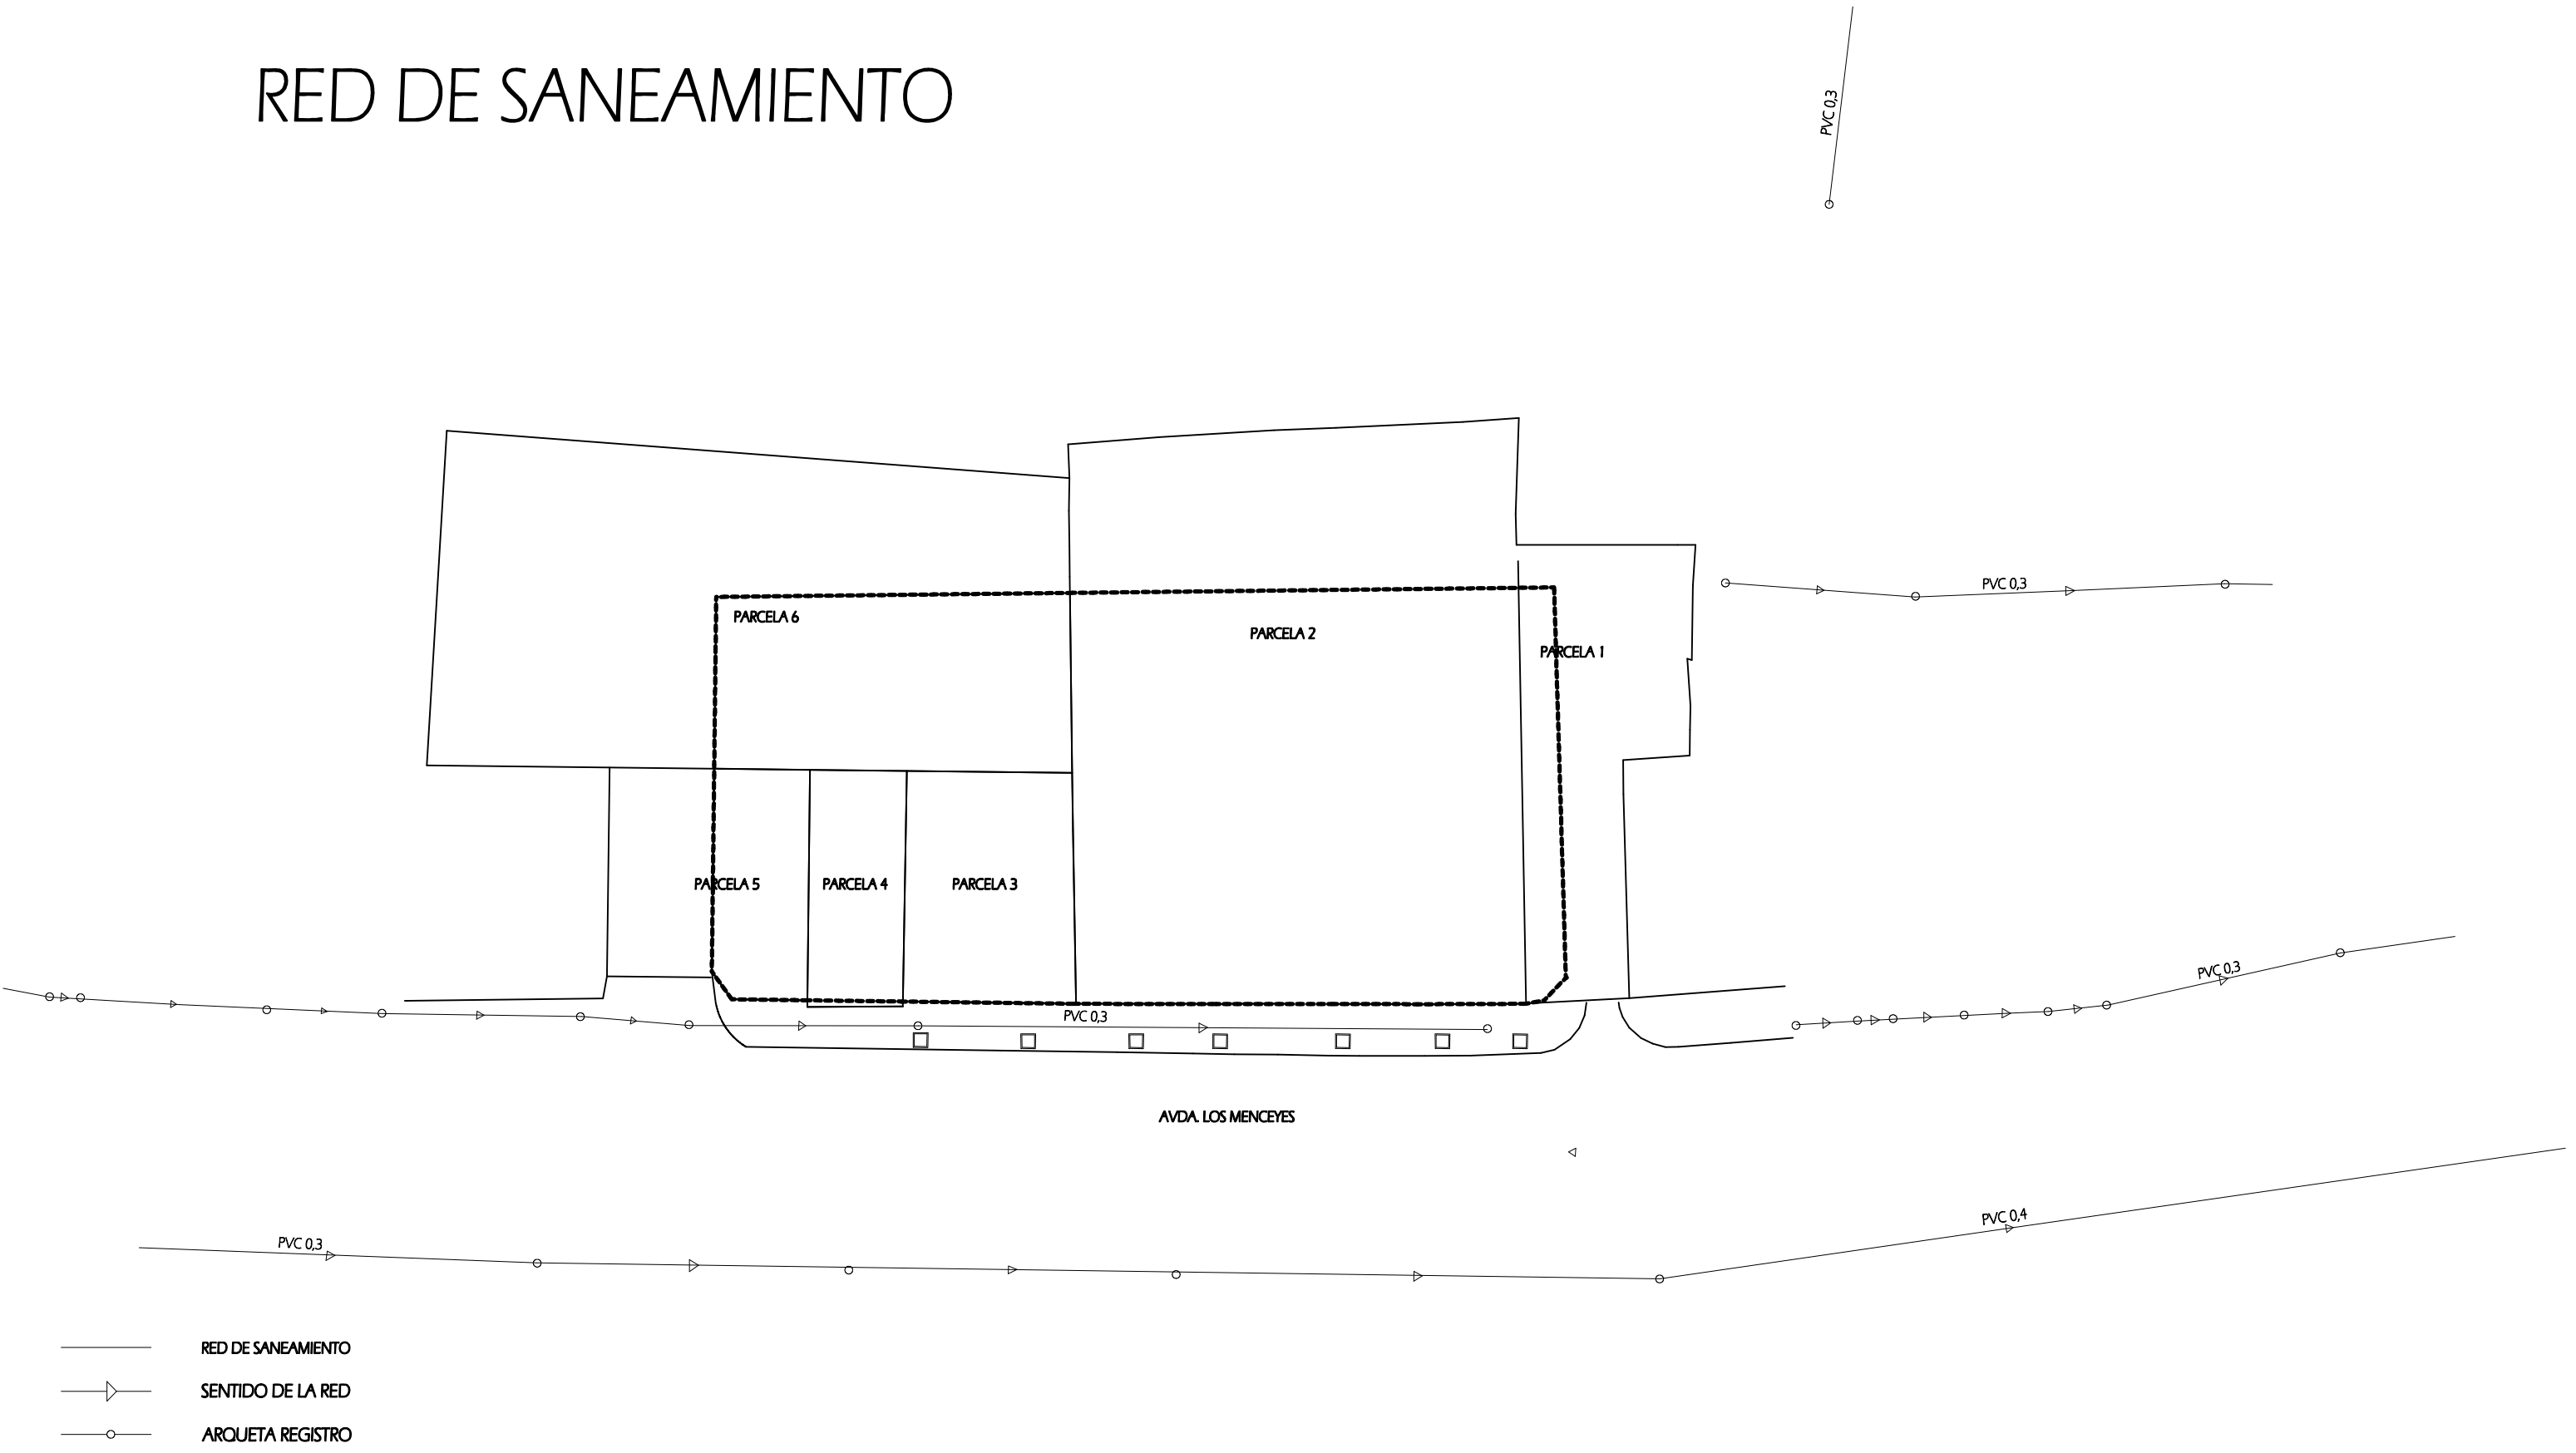 RED DE SANEAMIENTO
PVC 0,3
PVC 0,3
PARCELA 6
PARCELA 2
PARCELA 1
PARCELA 5
PARCELA 4
PARCELA 3
PVC 0,3
PVC 0,3
AVDA. LOS MENCEYES
PVC 0,4
PVC 0,3
RED DE SANEAMIENTO
SENTIDO DE LA RED
ARQUETA REGISTRO